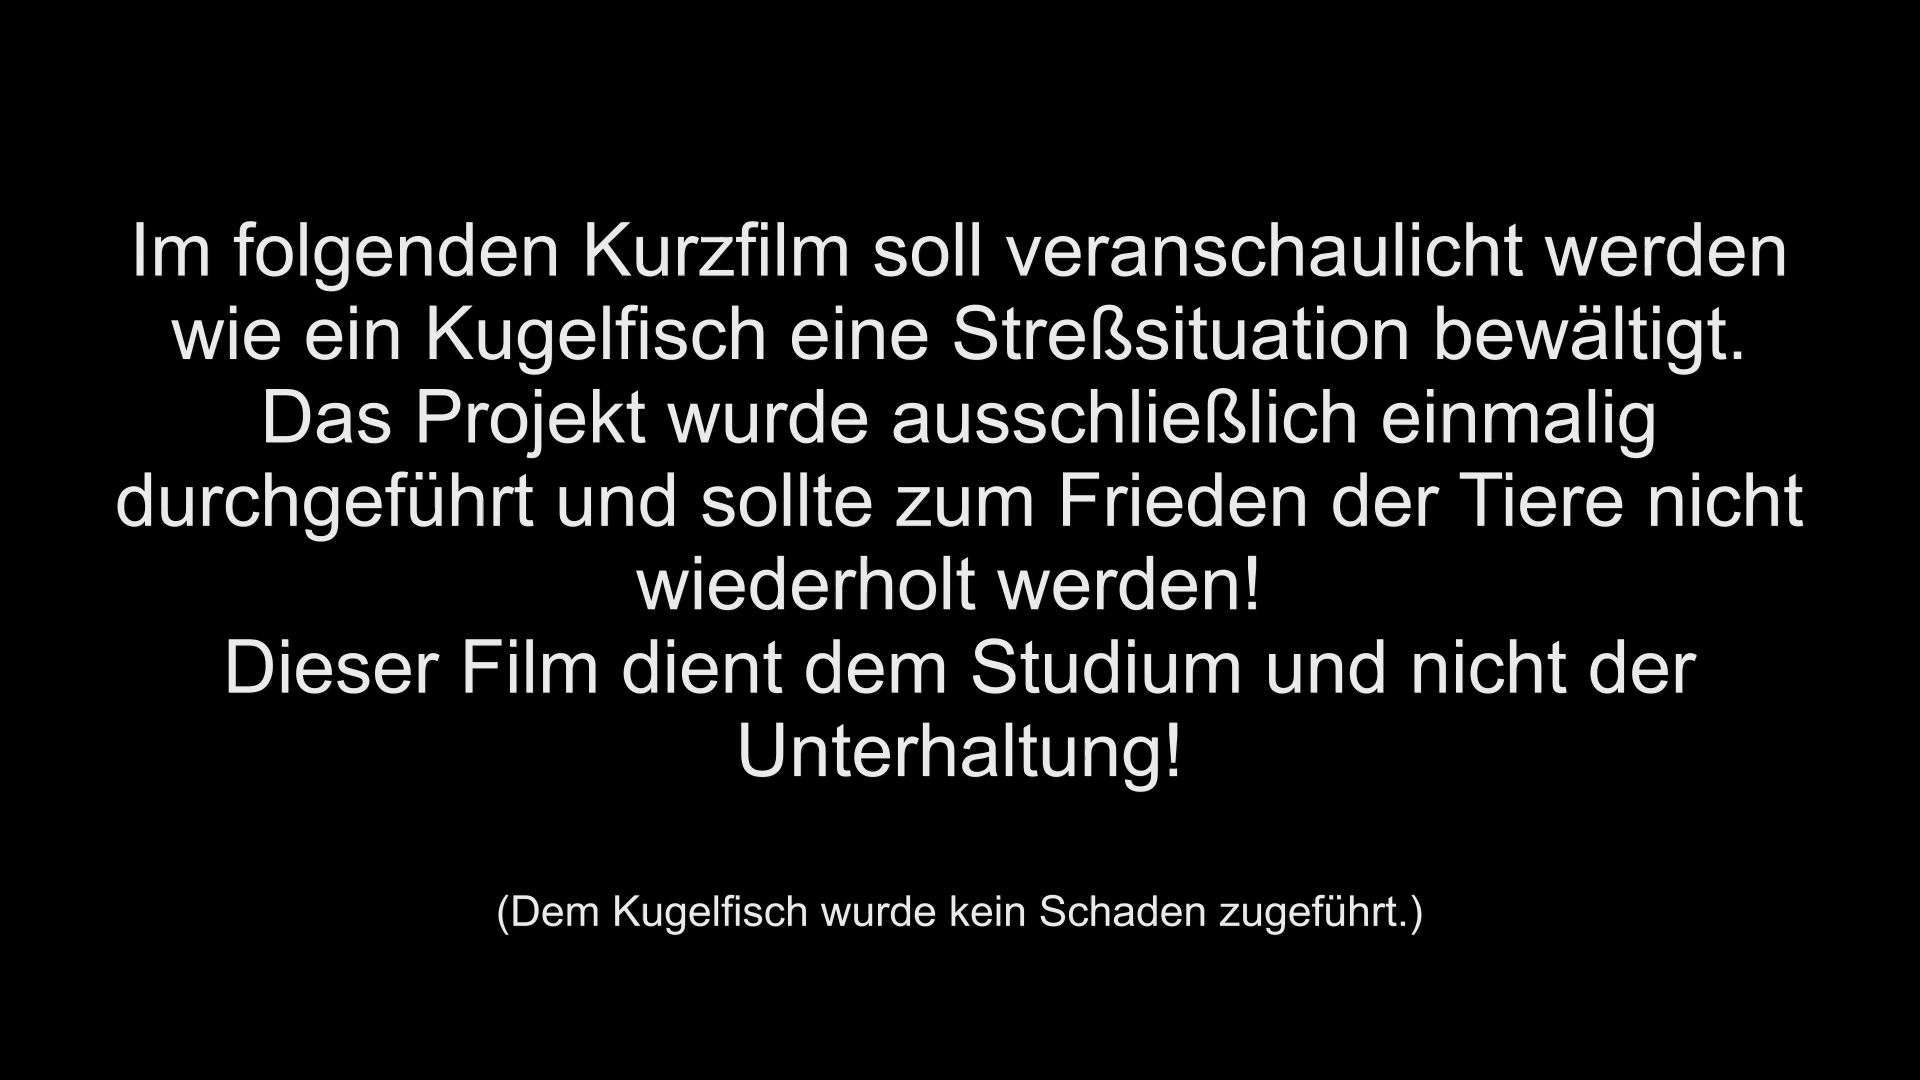 Im folgenden Kurzfilm soll veranschaulicht werden
wie ein Kugelfisch eine Streßsituation bewältigt.
Das Projekt wurde ausschließlich einmalig
durchgeführt und sollte zum Frieden der Tiere nicht
wiederholt werden!
Dieser Film dient dem Studium und nicht der
Unterhaltung!
(Dem Kugelfisch wurde kein Schaden zugeführt.)